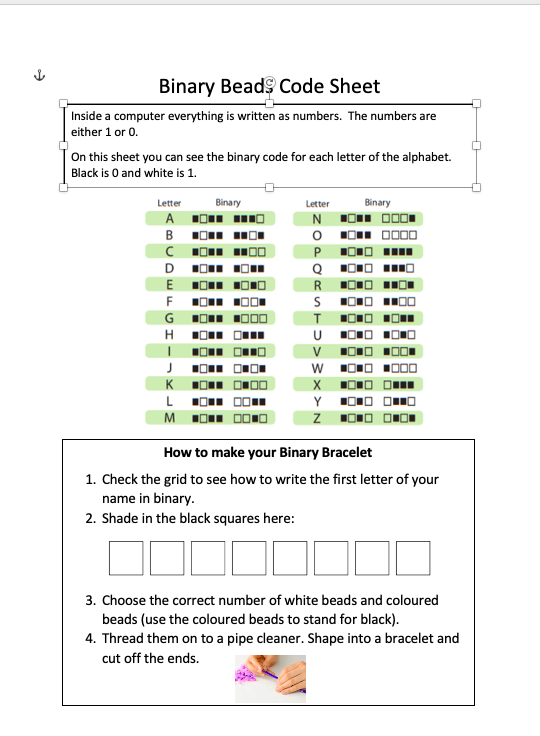 Binary Beads Code Sheet
Inside a computer everything is written as numbers. The numbers are
either 1 or 0.
On this sheet you can see the binary code for each letter of the alphabet.
Black is 0 and white is 1.
Letter Binary Letter Binary
A N
B O
C P
D Q
E R
F S
G T
H U
I V
J W
K X
L Y
M Z
How to make your Binary Bracelet
1. Check the grid to see how to write the first letter of your
name in binary.
2. Shade in the black squares here:
3. Choose the correct number of white beads and coloured
beads (use the coloured beads to stand for black).
4. Thread them on to a pipe cleaner. Shape into a bracelet and
cut off the ends.